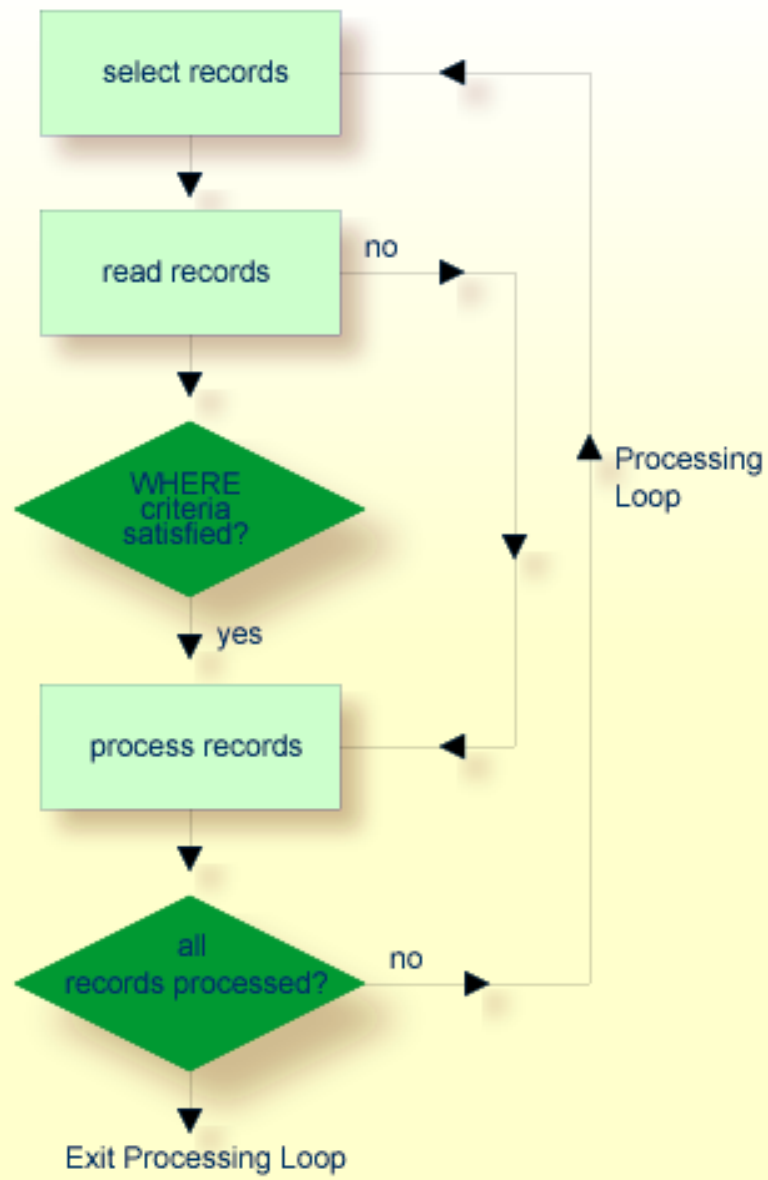 select records
read records
no
WHERE
criteria
satisfied?
Processing
Loop
yes
process records
all
records processed?
no
Exit Processing Loop